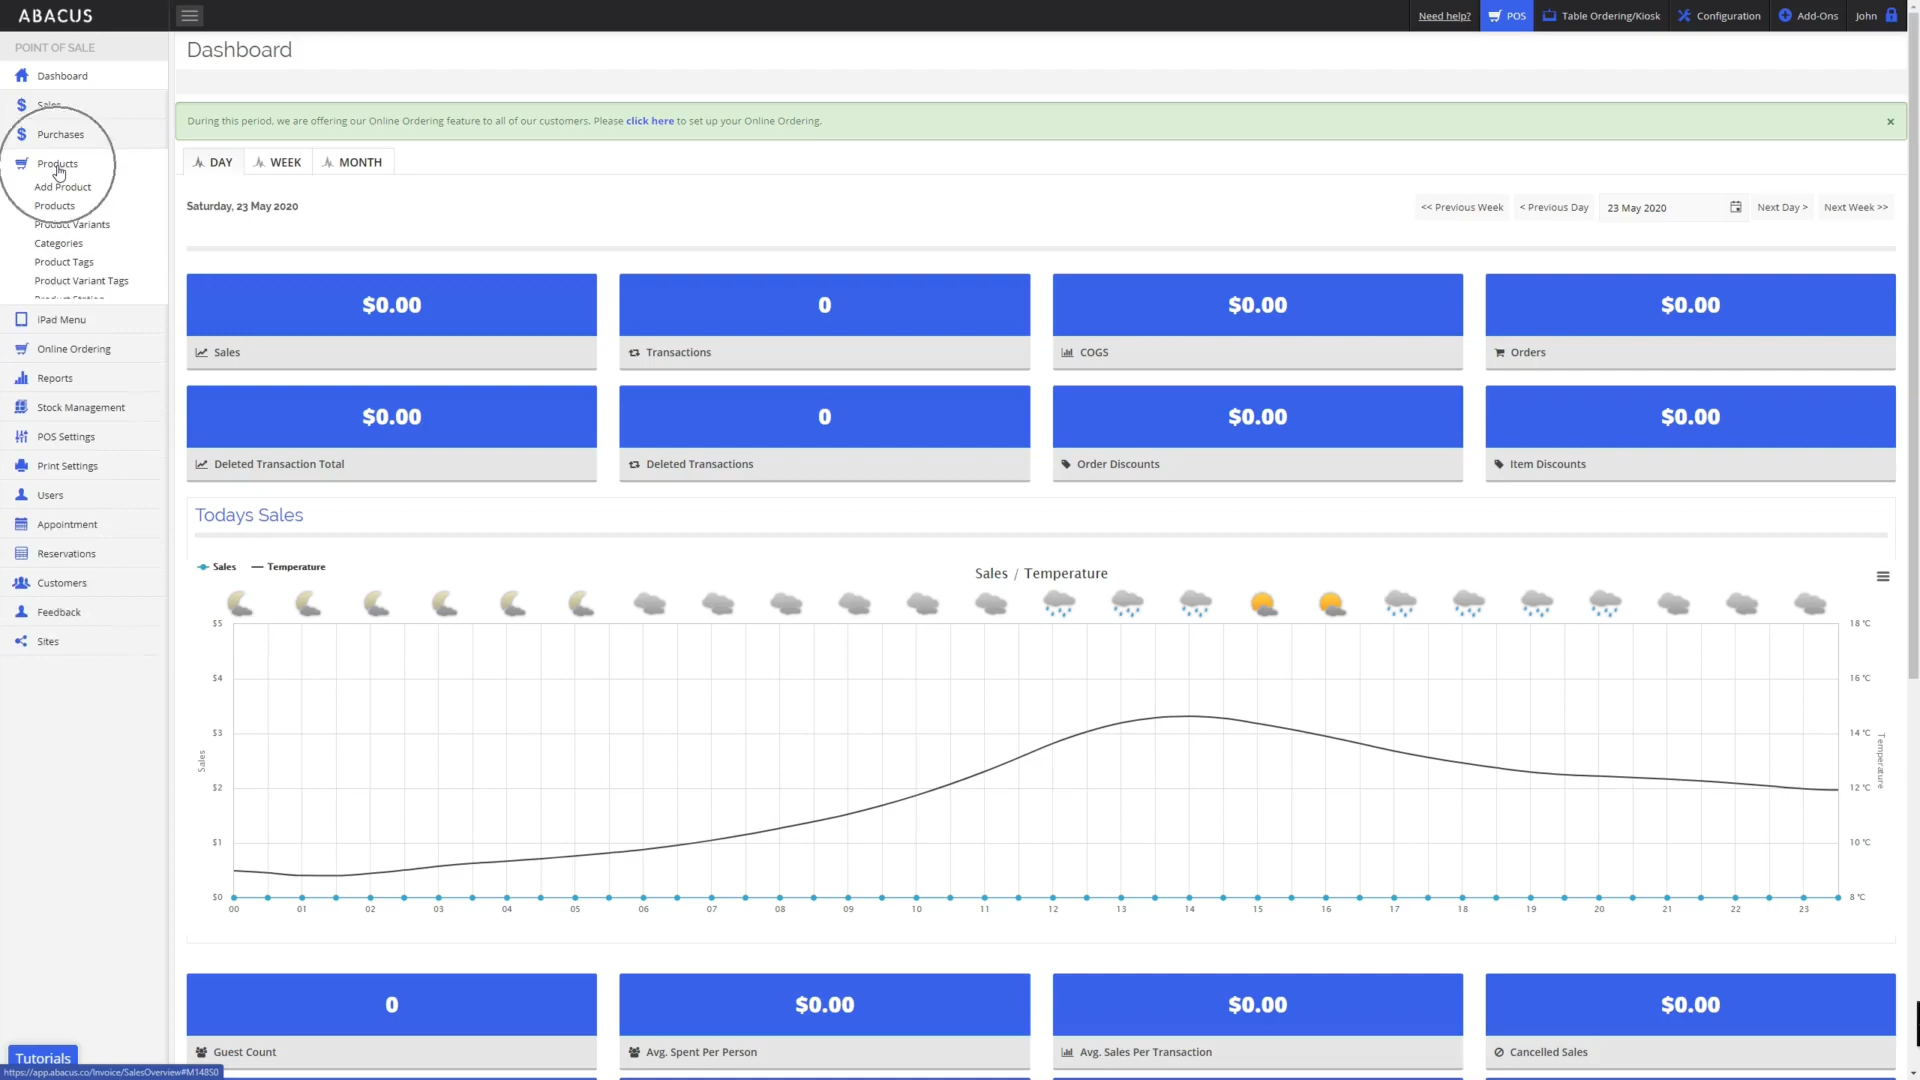 ABACUS
Need help?
POS
Table Ordering/Kiosk
Configuration
Add-Ons
John
POINT OF SALE
Dashboard
Sales
Purchases
Products
Add Product
Products
Product Variants
Categories
Product Tags
Product Variant Tags
Product Station
iPad Menu
Online Ordering
Reports
Stock Management
POS Settings
Print Settings
Users
Appointment
Reservations
Customers
Feedback
Sites
Tutorials
https://app.abacus.co/Invoice/SalesOverview#M148S0
Dashboard
During this period, we are offering our Online Ordering feature to all of our customers. Please click here to set up your Online Ordering.
×
DAY
WEEK
MONTH
Saturday, 23 May 2020
<< Previous Week
< Previous Day
23 May 2020
Next Day >
Next Week >>
$0.00
Sales
0
Transactions
$0.00
COGS
$0.00
Orders
$0.00
Deleted Transaction Total
0
Deleted Transactions
$0.00
Order Discounts
$0.00
Item Discounts
Todays Sales
Sales
Temperature
Sales / Temperature
$5
$4
$3
$2
$1
$0
Sales
18 °C
16 °C
14 °C
12 °C
10 °C
8 °C
Temperature
00 01 02 03 04 05 06 07 08 09 10 11 12 13 14 15 16 17 18 19 20 21 22 23
0
Guest Count
$0.00
Avg. Spent Per Person
$0.00
Avg. Sales Per Transaction
$0.00
Cancelled Sales